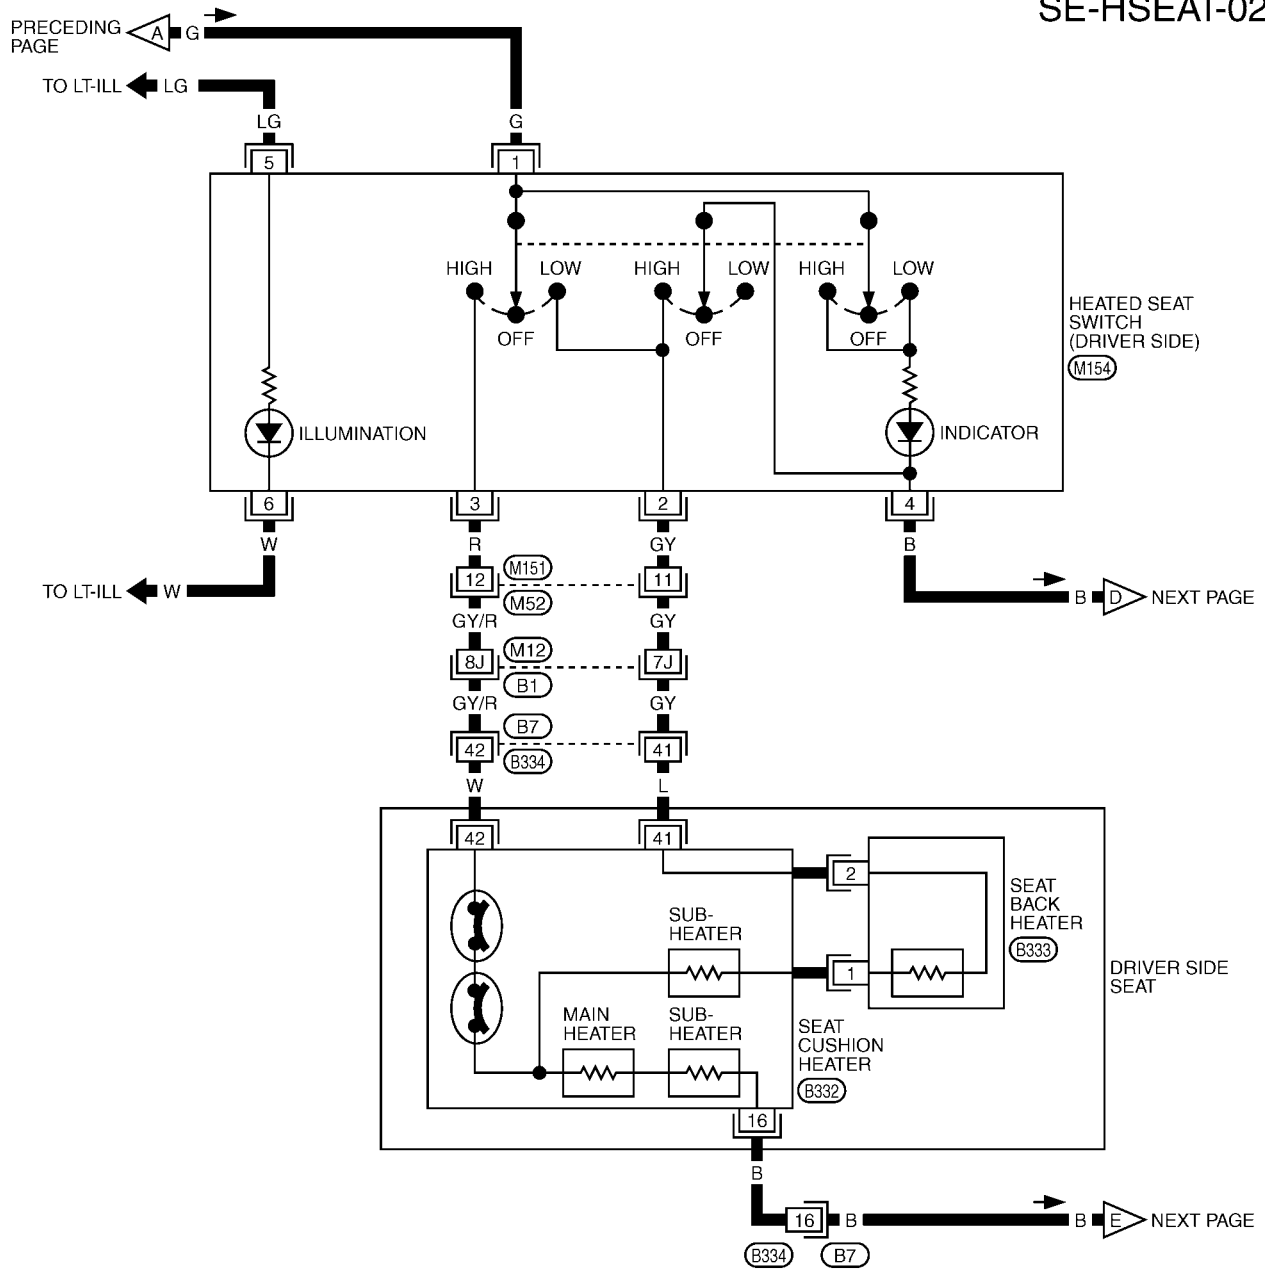 SE-HSEAT-02
PRECEDING
PAGE
A
G
TO LT-ILL
LG
LG
G
5
1
HIGH
LOW
OFF
HIGH
LOW
OFF
HIGH
LOW
OFF
HEATED SEAT
SWITCH
(DRIVER SIDE)
M154
ILLUMINATION
INDICATOR
6
3
2
4
W
R
GY
B
TO LT-ILL
W
12
M151
11
M52
B
D
NEXT PAGE
GY/R
GY
8J
M12
7J
B1
GY/R
GY
B7
42
41
B334
W
L
42
41
2
SEAT
BACK
HEATER
B333
SUB-
HEATER
1
DRIVER SIDE
SEAT
MAIN
HEATER
SUB-
HEATER
SEAT
CUSHION
HEATER
B332
16
B
16
B
B
E
NEXT PAGE
B334
B7